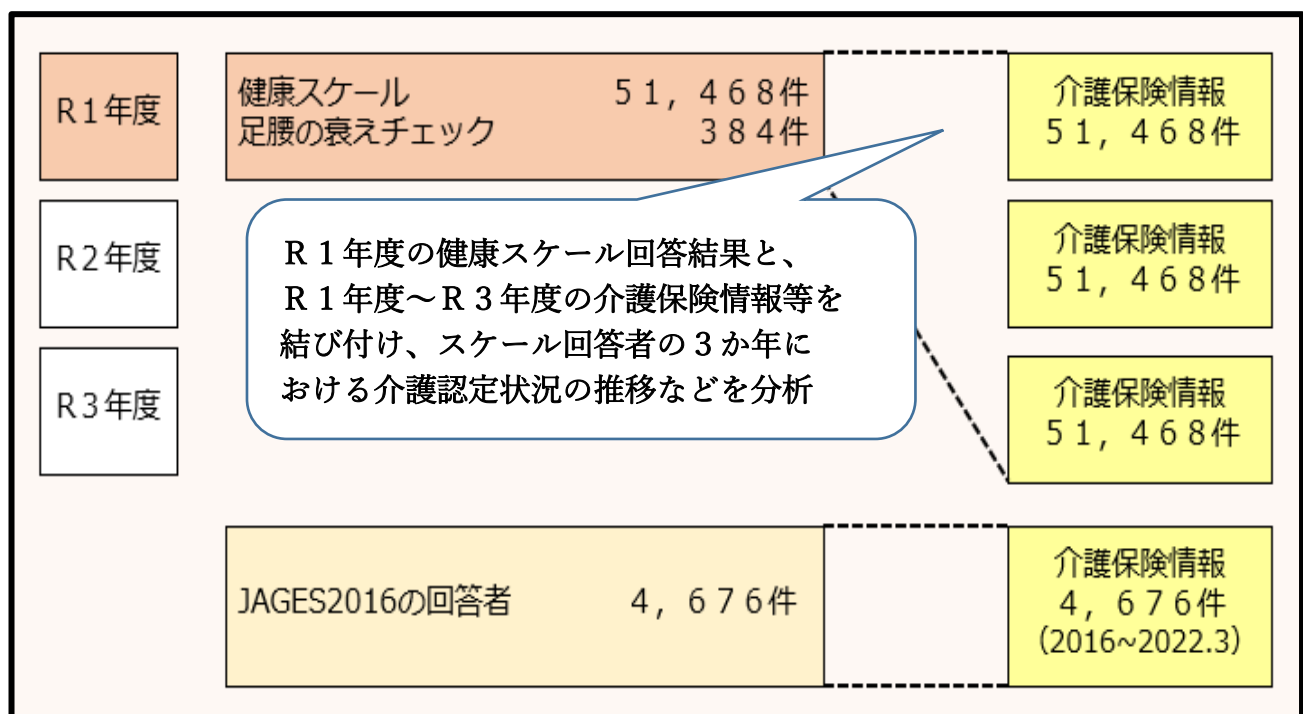 R1年度
健康スケール 51,468件
足腰の衰えチェック 384件
介護保険情報
51,468件
R2年度
R1年度の健康スケール回答結果と、
R1年度~R3年度の介護保険情報等を
結び付け、スケール回答者の3か年に
おける介護認定状況の推移などを分析
介護保険情報
51,468件
R3年度
介護保険情報
51,468件
JAGES2016の回答者 4,676件
介護保険情報
4,676件
(2016~2022.3)